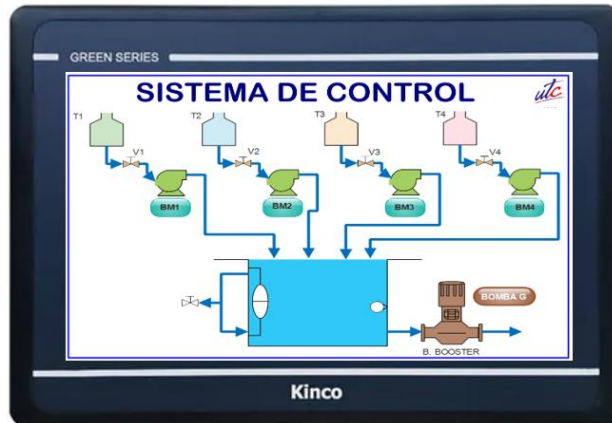 GREEN SERIES
SISTEMA DE CONTROL
utc
T1
T2
T3
T4
V1
V2
V3
V4
BM1
BM2
BM3
BM4
BOMBA G
B. BOOSTER
Kinco